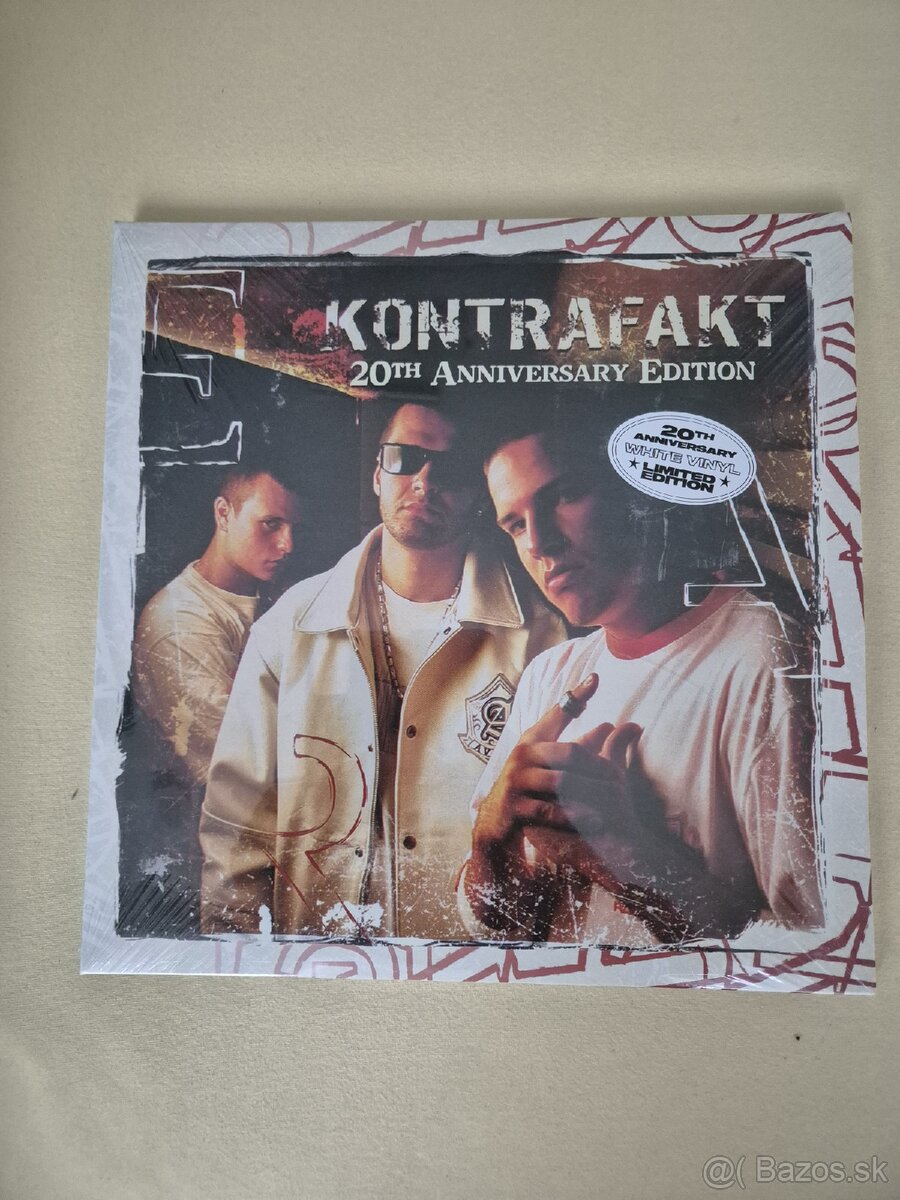 KONTRAFAKT
20TH ANNIVERSARY EDITION
20TH
ANNIVERSARY
WHITE VINYL
LIMITED
EDITION
@( Bazos.sk